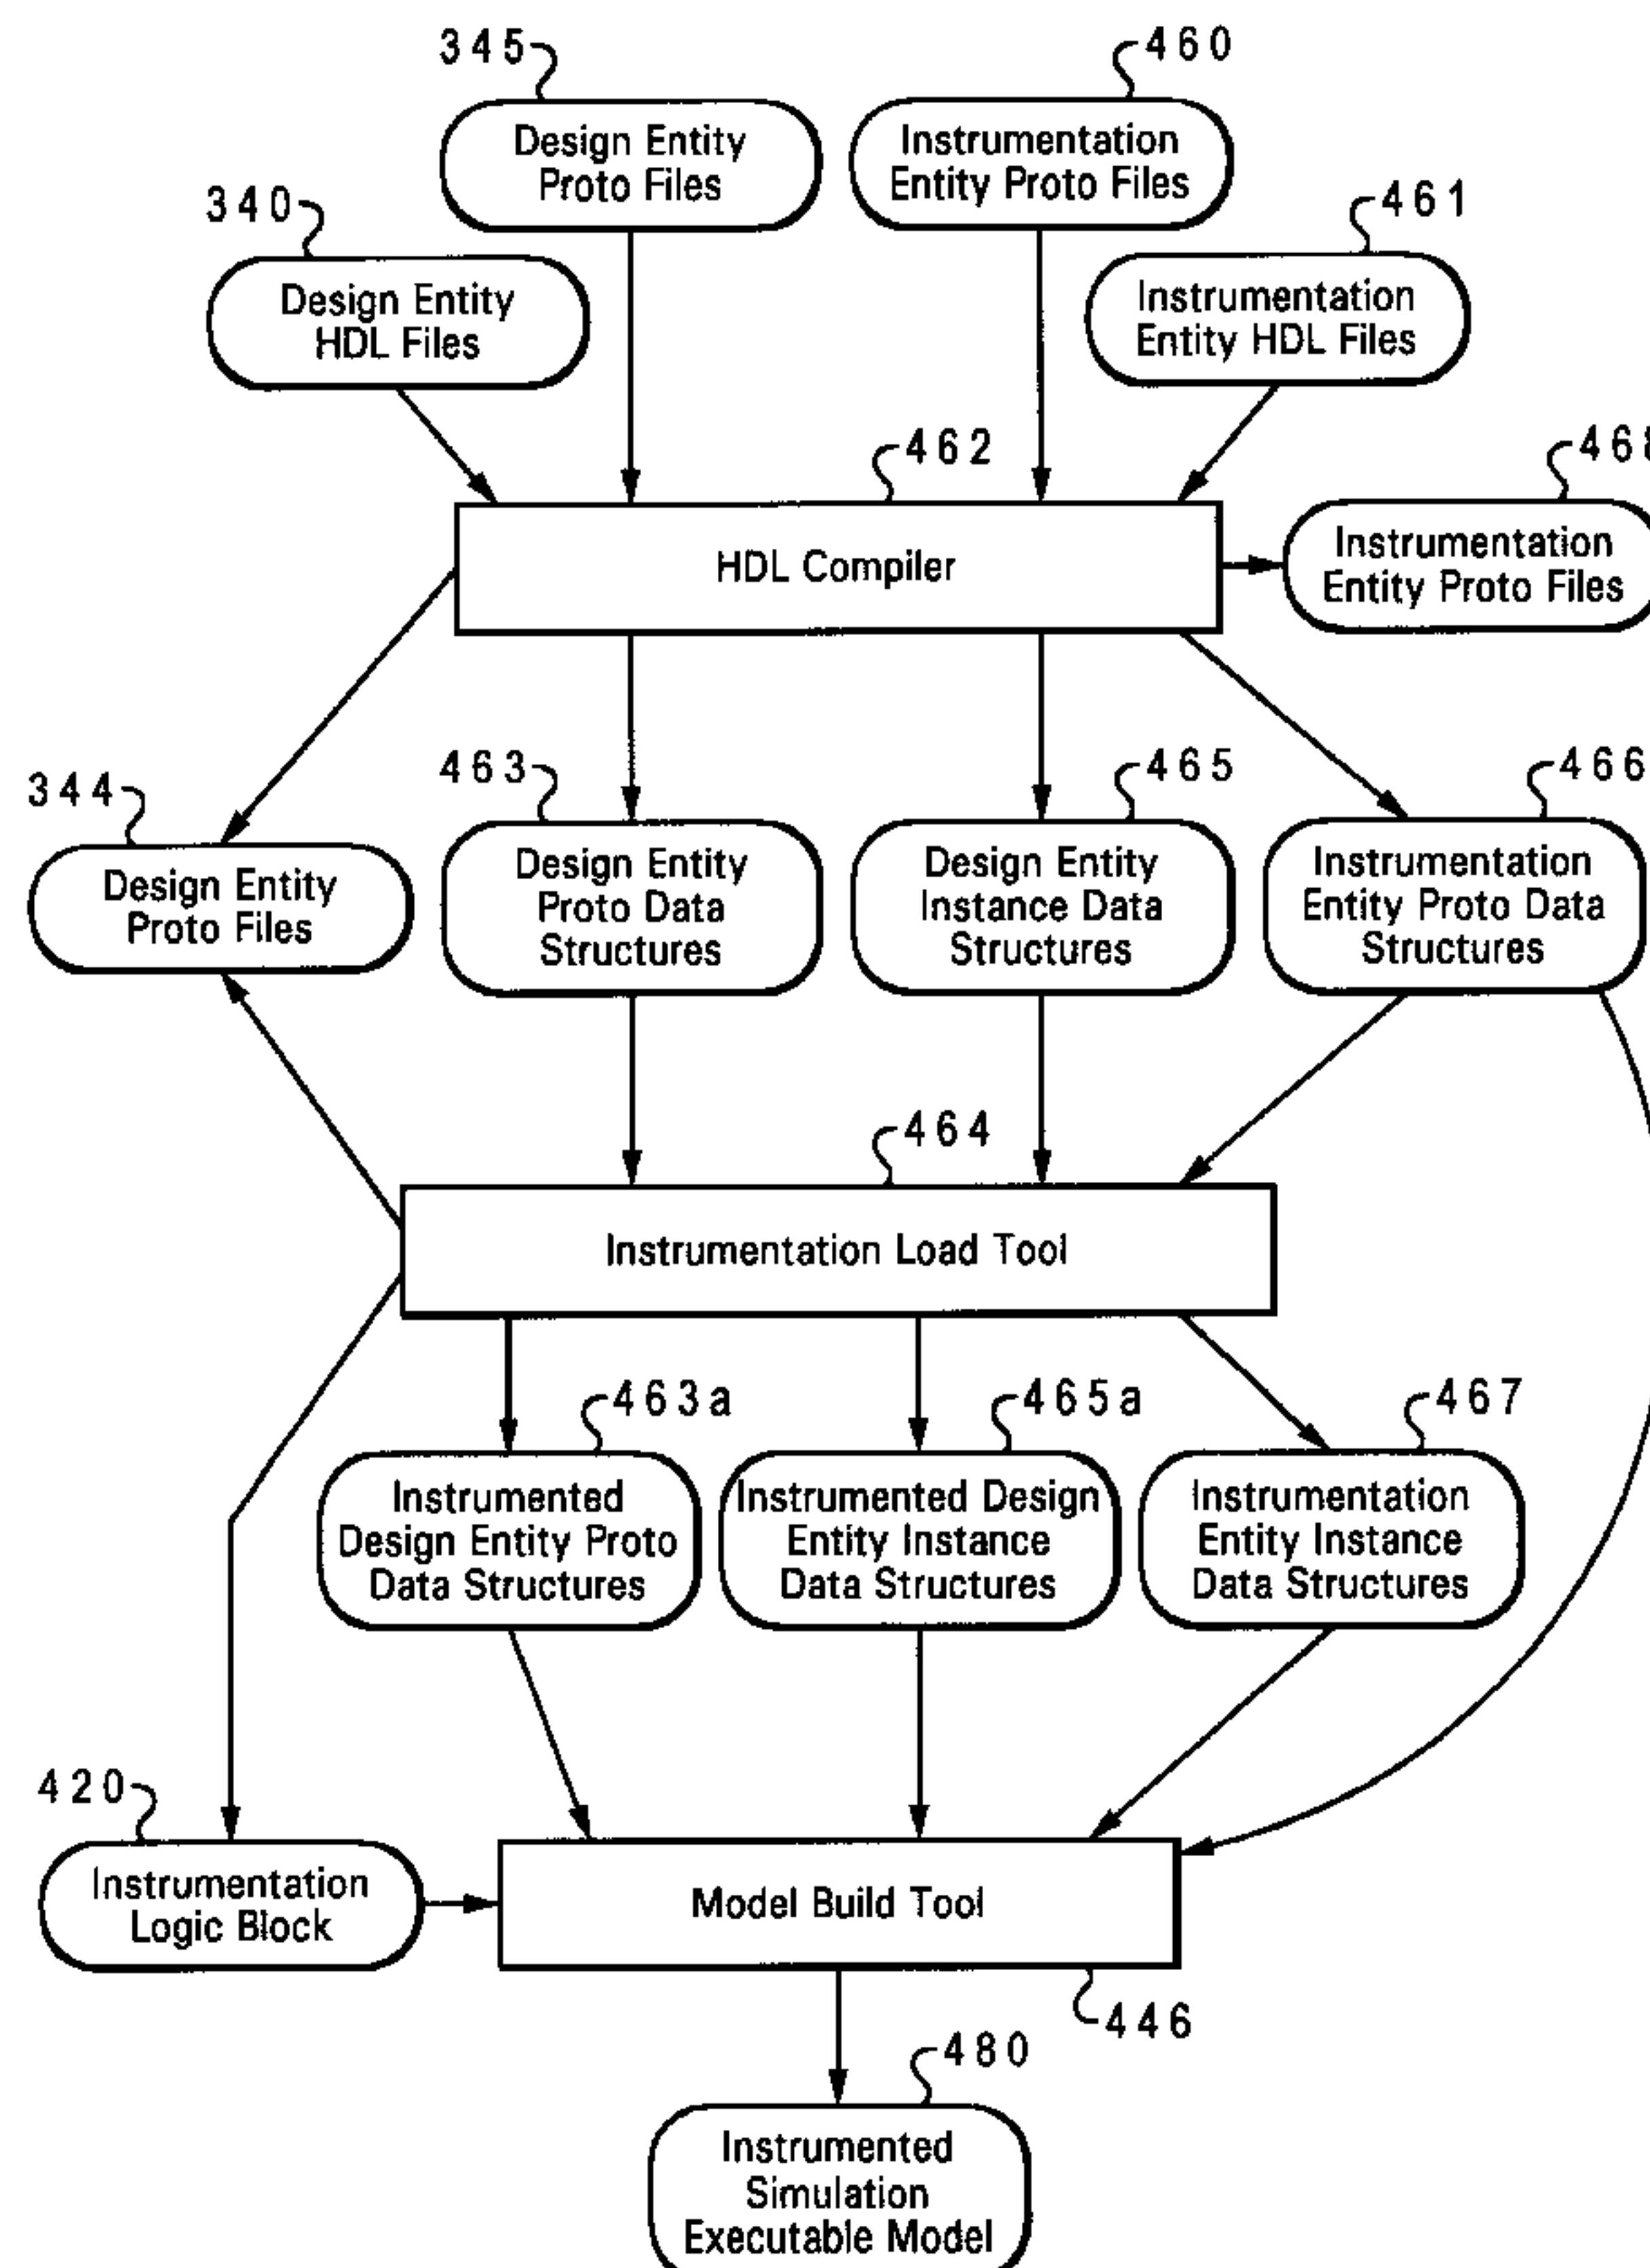 345
460
Design Entity
Proto Files
Instrumentation
Entity Proto Files
340
461
Design Entity
HDL Files
Instrumentation
Entity HDL Files
462
HDL Compiler
Instrumentation
Entity Proto Files
463
465
466
344
Design Entity
Proto Files
Design Entity
Proto Data
Structures
Design Entity
Instance Data
Structures
Instrumentation
Entity Proto Data
Structures
464
Instrumentation Load Tool
463a
465a
467
Instrumented
Design Entity Proto
Data Structures
Instrumented Design
Entity Instance
Data Structures
Instrumentation
Entity Instance
Data Structures
420
Instrumentation
Logic Block
Model Build Tool
446
480
Instrumented
Simulation
Executable Model